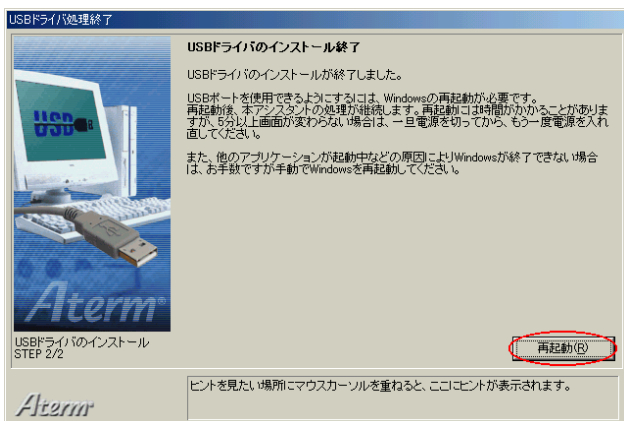 USBドライバ処理終了
USBドライバのインストール終了
USBドライバのインストールが終了しました。
USBポートを使用できるようにするには、Windowsの再起動が必要です。
再起動後、本アシスタントの処理が継続します。再起動には時間がかかることがありま
すが、5分以上画面が変わらない場合は、一旦電源を切ってから、もう一度電源を入れ
直してください。
また、他のアプリケーションが起動中などの原因によりWindowsが終了できない場合
は、お手数ですが手動でWindowsを再起動してください。
USB
Aterm
USBドライバのインストール
STEP 2/2
再起動(R)
ヒントを見たい場所にマウスカーソルを重ねると、ここにヒントが表示されます。
Aterm